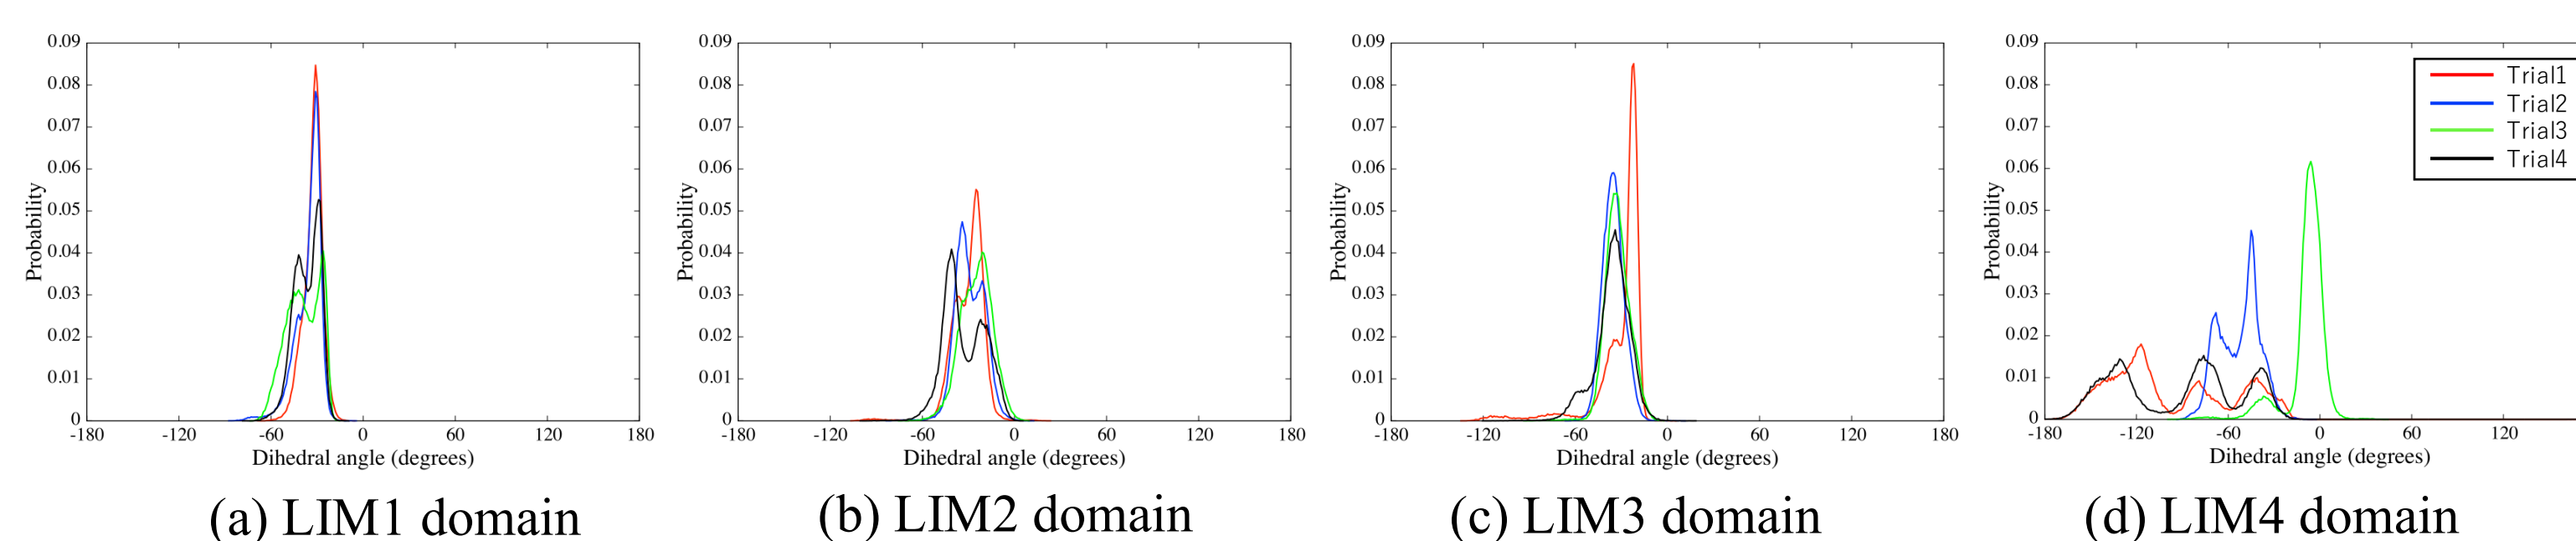 0.09
0.08
0.07
0.06
0.05
0.04
0.03
0.02
0.01
0
Probability
-180 -120 -60 0 60 120 180
Dihedral angle (degrees)
(a) LIM1 domain
0.09
0.08
0.07
0.06
0.05
0.04
0.03
0.02
0.01
0
Probability
-180 -120 -60 0 60 120 180
Dihedral angle (degrees)
(b) LIM2 domain
0.09
0.08
0.07
0.06
0.05
0.04
0.03
0.02
0.01
0
Probability
-180 -120 -60 0 60 120 180
Dihedral angle (degrees)
(c) LIM3 domain
0.09
0.08
0.07
0.06
0.05
0.04
0.03
0.02
0.01
0
Probability
-180 -120 -60 0 60 120
Dihedral angle (degrees)
Trial1
Trial2
Trial3
Trial4
(d) LIM4 domain